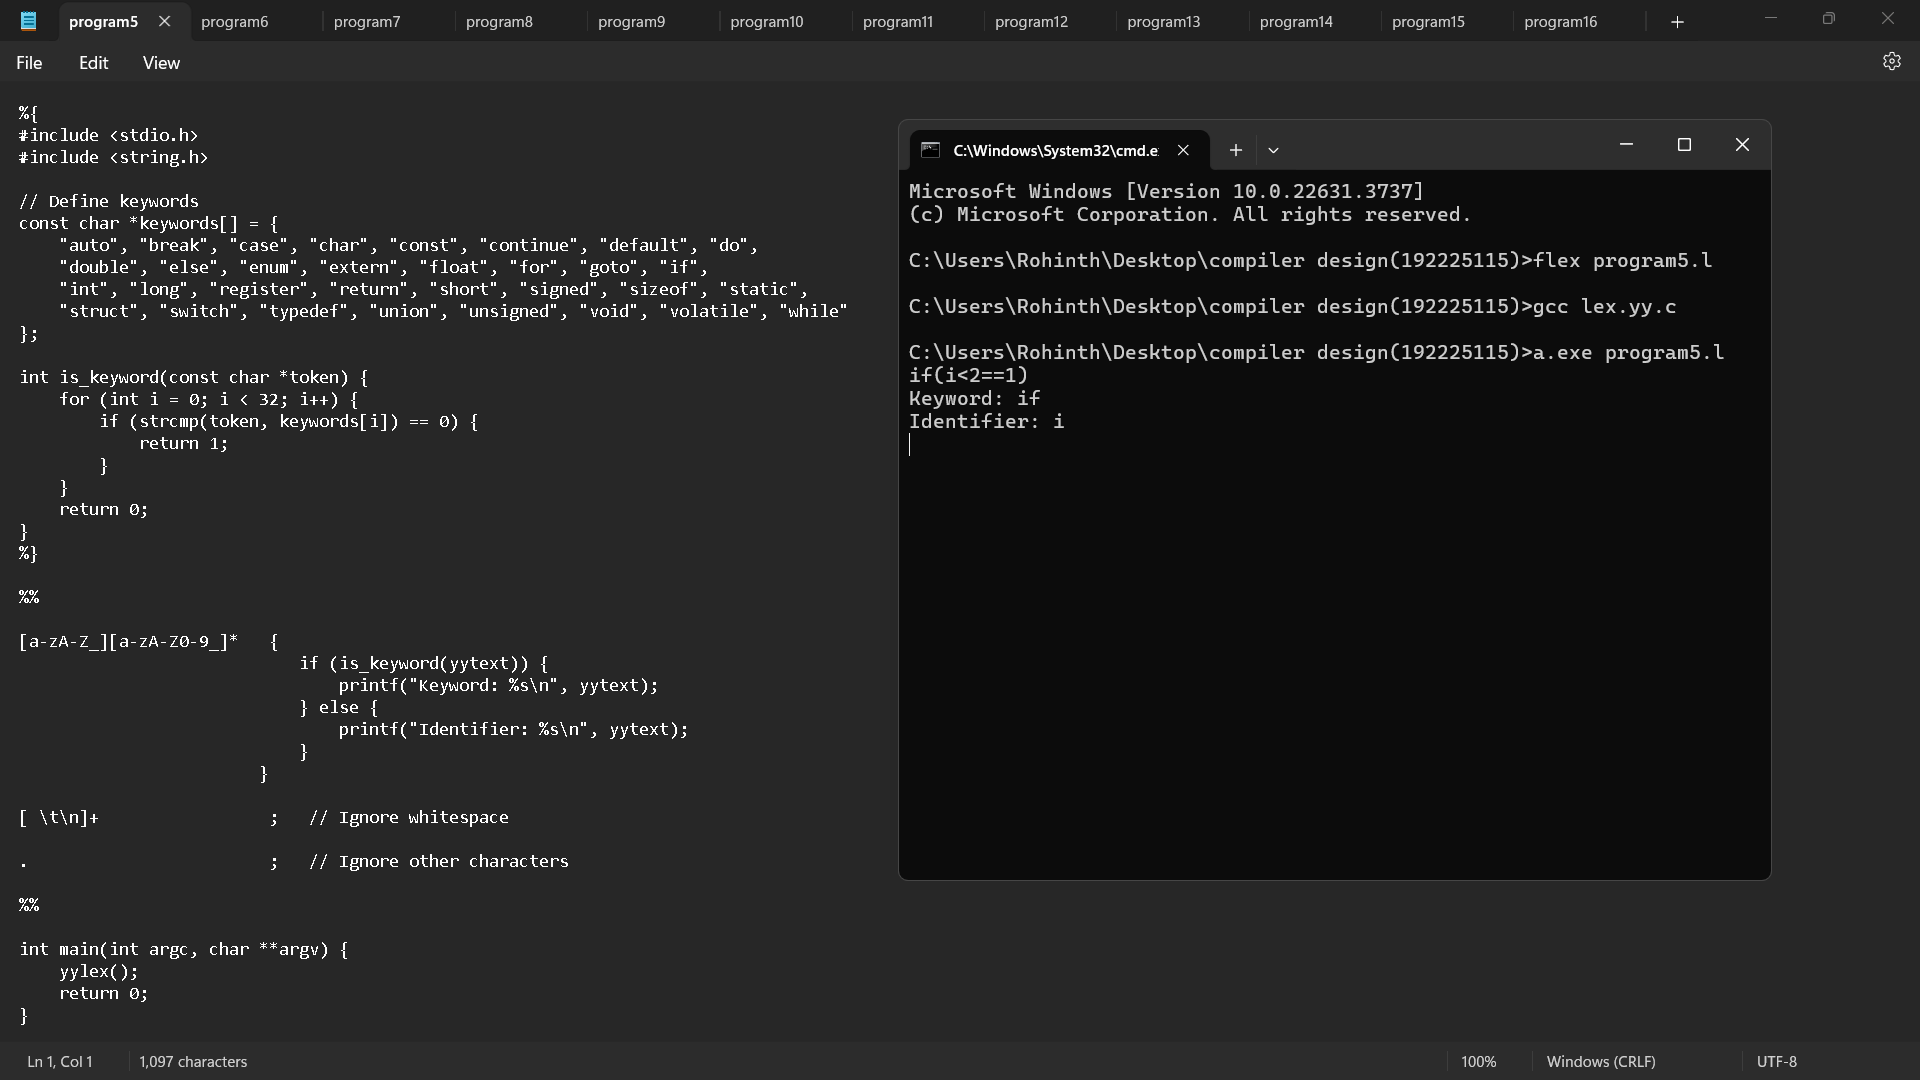 program5
program6
program7
program8
program9
program10
program11
program12
program13
program14
program15
program16
File
Edit
View
%{
#include <stdio.h>
#include <string.h>
// Define keywords
const char *keywords[] = {
    "auto", "break", "case", "char", "const", "continue", "default", "do",
    "double", "else", "enum", "extern", "float", "for", "goto", "if",
    "int", "long", "register", "return", "short", "signed", "sizeof", "static",
    "struct", "switch", "typedef", "union", "unsigned", "void", "volatile", "while"
};
int is_keyword(const char *token) {
    for (int i = 0; i < 32; i++) {
        if (strcmp(token, keywords[i]) == 0) {
            return 1;
        }
    }
    return 0;
}
%}
%%
[a-zA-Z_][a-zA-Z0-9_]*   {
                            if (is_keyword(yytext)) {
                                printf("Keyword: %s\n", yytext);
                            } else {
                                printf("Identifier: %s\n", yytext);
                            }
                        }
[ \t\n]+                 ;   // Ignore whitespace
.                        ;   // Ignore other characters
%%
int main(int argc, char **argv) {
    yylex();
    return 0;
}
C:\Windows\System32\cmd.e
Microsoft Windows [Version 10.0.22631.3737]
(c) Microsoft Corporation. All rights reserved.
C:\Users\Rohinth\Desktop\compiler design(192225115)>flex program5.l
C:\Users\Rohinth\Desktop\compiler design(192225115)>gcc lex.yy.c
C:\Users\Rohinth\Desktop\compiler design(192225115)>a.exe program5.l
if(i<2==1)
Keyword: if
Identifier: i
Ln 1, Col 1
1,097 characters
100%
Windows (CRLF)
UTF-8